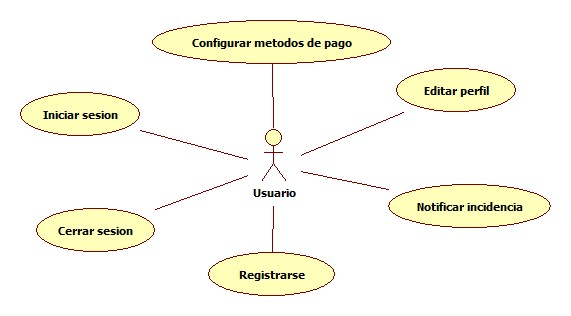 Configurar metodos de pago
Editar perfil
Iniciar sesion
Usuario
Notificar incidencia
Cerrar sesion
Registrarse